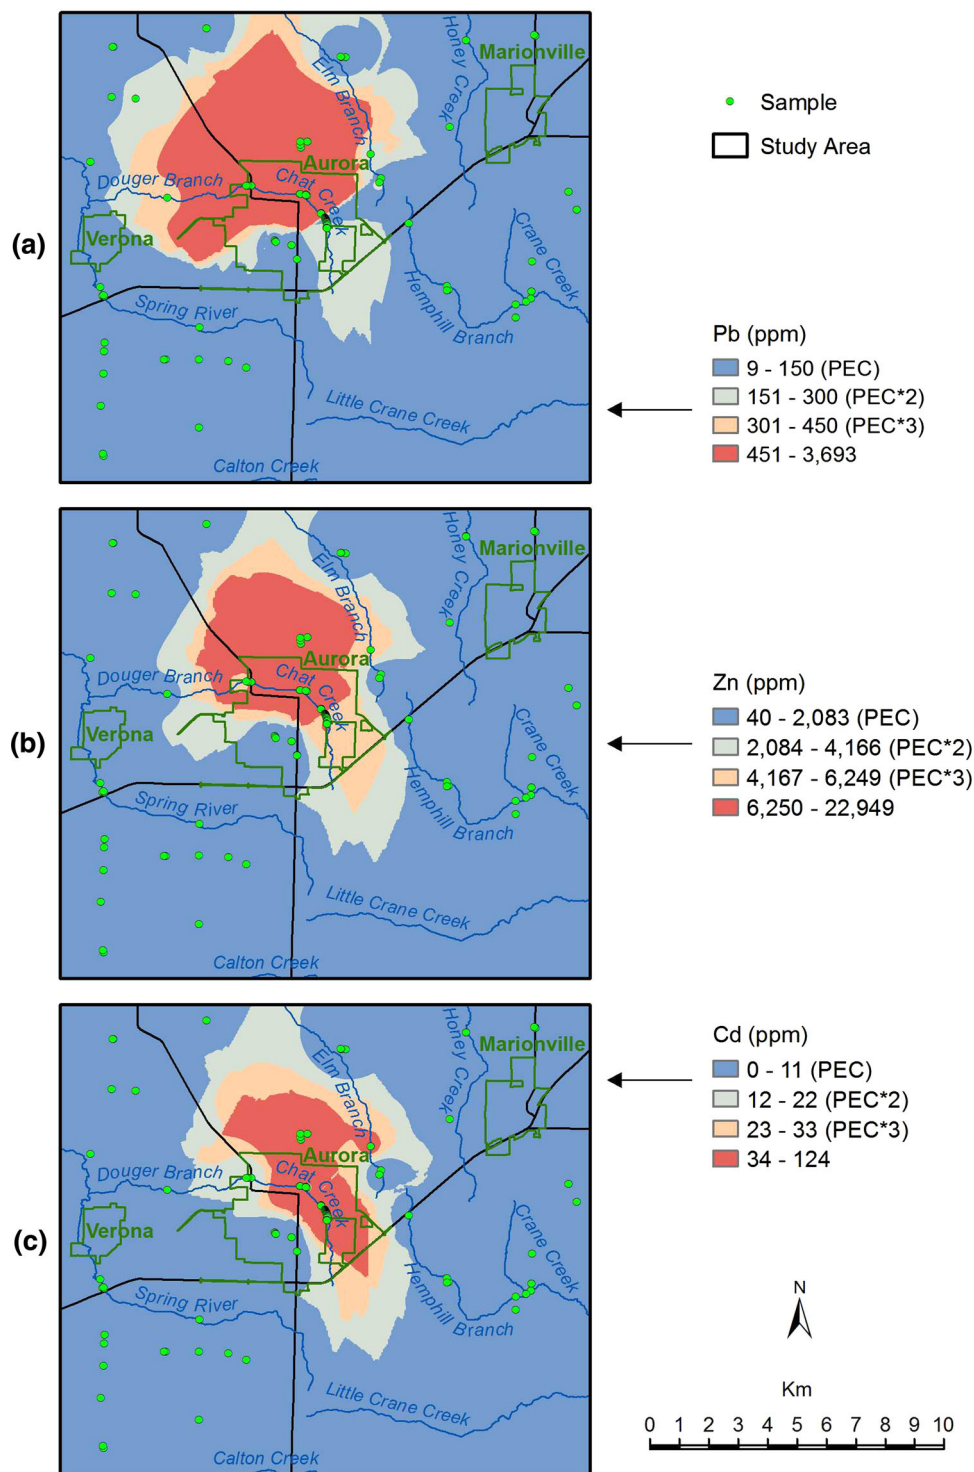 (a)
Marionville
Honey Creek
Elm Branch
Aurora
Douger Branch
Chat Creek
Verona
Crane Creek
Spring River
Hemphill Branch
Little Crane Creek
Calton Creek
Sample
Study Area
Pb (ppm)
9 - 150 (PEC)
151 - 300 (PEC*2)
301 - 450 (PEC*3)
451 - 3,693
(b)
Marionville
Honey Creek
Elm Branch
Aurora
Douger Branch
Chat Creek
Verona
Crane Creek
Spring River
Hemphill Branch
Little Crane Creek
Calton Creek
Zn (ppm)
40 - 2,083 (PEC)
2,084 - 4,166 (PEC*2)
4,167 - 6,249 (PEC*3)
6,250 - 22,949
(c)
Marionville
Honey Creek
Elm Branch
Aurora
Douger Branch
Chat Creek
Verona
Crane Creek
Spring River
Hemphill Branch
Little Crane Creek
Calton Creek
Cd (ppm)
0 - 11 (PEC)
12 - 22 (PEC*2)
23 - 33 (PEC*3)
34 - 124
N
Km
0 1 2 3 4 5 6 7 8 9 10